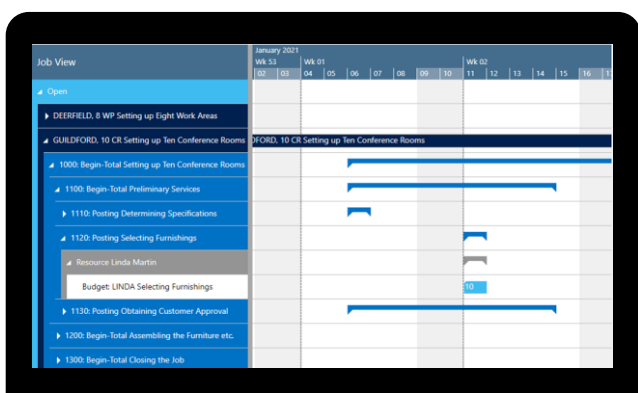 January 2021
Job View
Wk 53 Wk 01 Wk 02
02 03 04 05 06 07 08 09 10 11 12 13 14 15 16
Open
DEERFIELD, 8 WP Setting up Eight Work Areas
GUILDFORD, 10 CR Setting up Ten Conference Rooms DFORD, 10 CR Setting up Ten Conference Rooms
1000: Begin-Total Setting up Ten Conference Rooms
1100: Begin-Total Preliminary Services
1110: Posting Determining Specifications
1120: Posting Selecting Furnishings
Resource Linda Martin
Budget: LINDA Selecting Furnishings 10
1130: Posting Obtaining Customer Approval
1200: Begin-Total Assembling the Furniture etc.
1300: Begin-Total Closing the Job